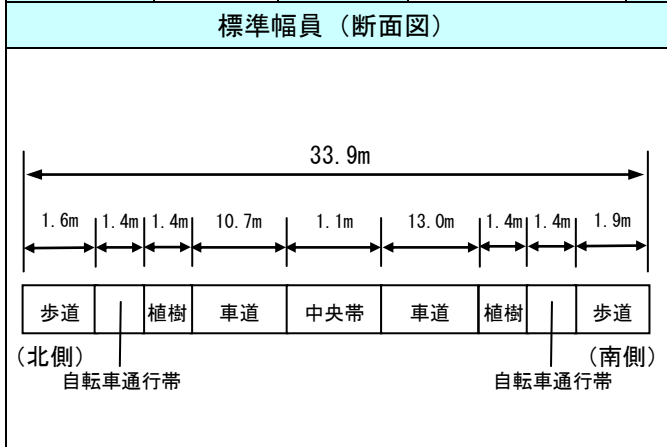 標準幅員（断面図）
33.9m
1.6m 1.4m 1.4m 10.7m 1.1m 13.0m 1.4m 1.4m 1.9m
歩道 植樹 車道 中央帯 車道 植樹 歩道
（北側） （南側）
自転車通行帯 自転車通行帯